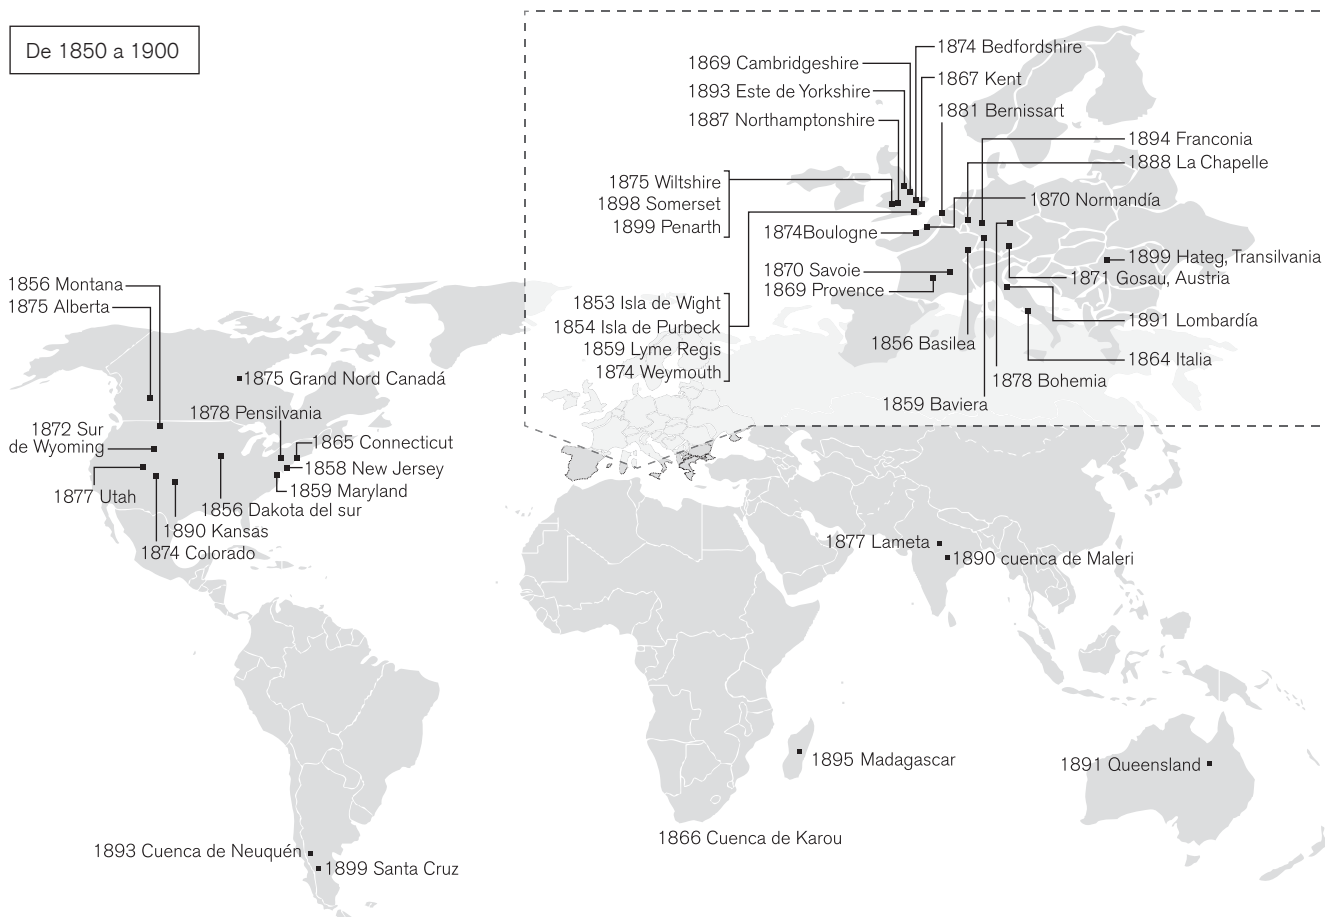 De 1850 a 1900
1874 Bedfordshire
1869 Cambridgeshire
1867 Kent
1893 Este de Yorkshire
1881 Bernissart
1887 Northamptonshire
1894 Franconia
1888 La Chapelle
1875 Wiltshire
1898 Somerset
1899 Penarth
1870 Normandía
1874Boulogne
1899 Hateg, Transilvania
1870 Savoie
1871 Gosau, Austria
1869 Provence
1853 Isla de Wight
1854 Isla de Purbeck
1859 Lyme Regis
1874 Weymouth
1891 Lombardía
1856 Basilea
1864 Italia
1878 Bohemia
1859 Baviera
1856 Montana
1875 Alberta
1875 Grand Nord Canadá
1878 Pensilvania
1872 Sur
de Wyoming
1865 Connecticut
1858 New Jersey
1877 Utah
1859 Maryland
1856 Dakota del sur
1890 Kansas
1874 Colorado
1877 Lameta
1890 cuenca de Maleri
1895 Madagascar
1891 Queensland
1866 Cuenca de Karou
1893 Cuenca de Neuquén
1899 Santa Cruz